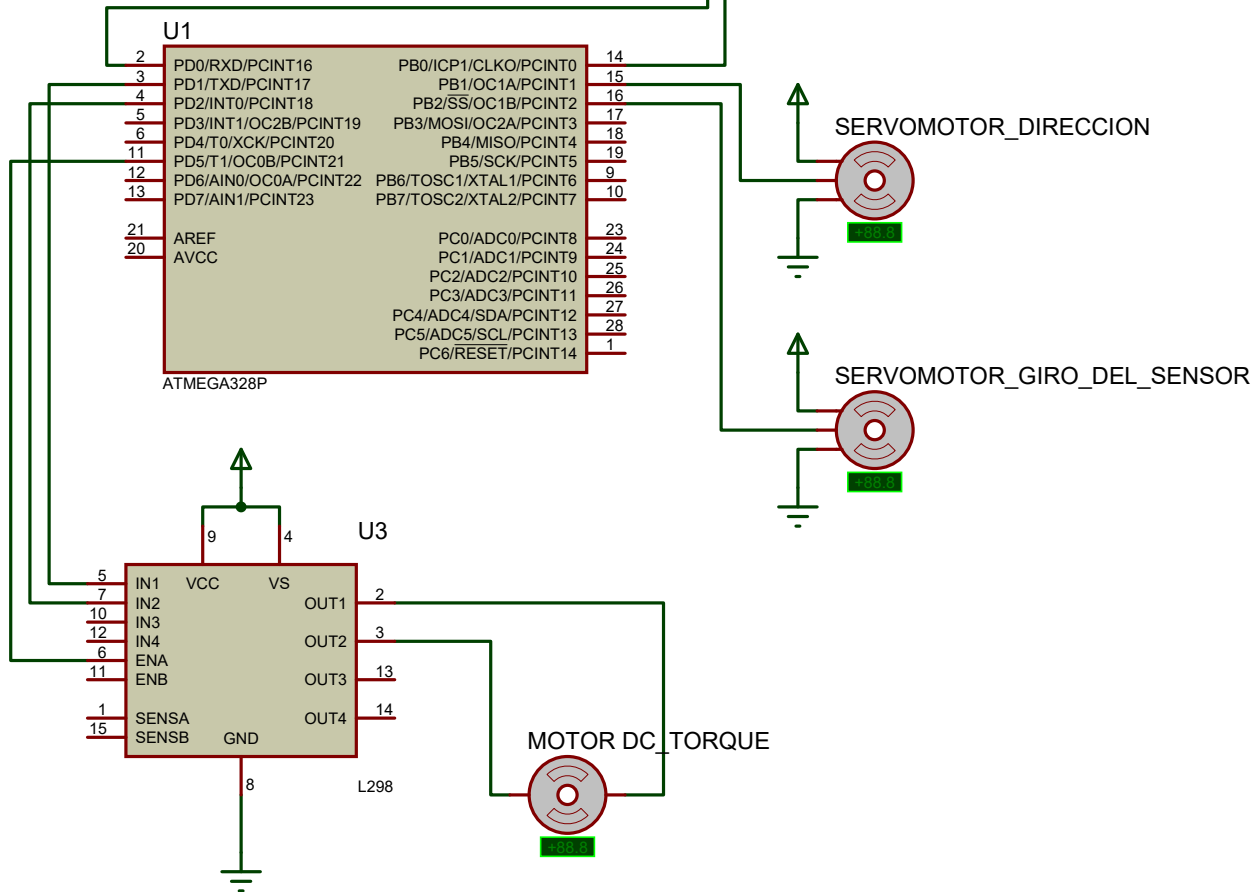 U1
2 PD0/RXD/PCINT16 PB0/ICP1/CLKO/PCINT0 14
3 PD1/TXD/PCINT17 PB1/OC1A/PCINT1 15
4 PD2/INT0/PCINT18 PB2/SS/OC1B/PCINT2 16
5 PD3/INT1/OC2B/PCINT19 PB3/MOSI/OC2A/PCINT3 17
6 PD4/T0/XCK/PCINT20 PB4/MISO/PCINT4 18
11 PD5/T1/OC0B/PCINT21 PB5/SCK/PCINT5 19
12 PD6/AIN0/OC0A/PCINT22 PB6/TOSC1/XTAL1/PCINT6 9
13 PD7/AIN1/PCINT23 PB7/TOSC2/XTAL2/PCINT7 10
21 AREF PC0/ADC0/PCINT8 23
20 AVCC PC1/ADC1/PCINT9 24
PC2/ADC2/PCINT10 25
PC3/ADC3/PCINT11 26
PC4/ADC4/SDA/PCINT12 27
PC5/ADC5/SCL/PCINT13 28
PC6/RESET/PCINT14 1
ATMEGA328P
SERVOMOTOR_DIRECCION
+88.8
SERVOMOTOR_GIRO_DEL_SENSOR
+88.8
U3
9 4
5 IN1 VCC VS
7 IN2 OUT1 2
10 IN3
12 IN4 OUT2 3
6 ENA
11 ENB OUT3 13
1 SENSA OUT4 14
15 SENSB GND
8
L298
MOTOR DC_TORQUE
+88.8